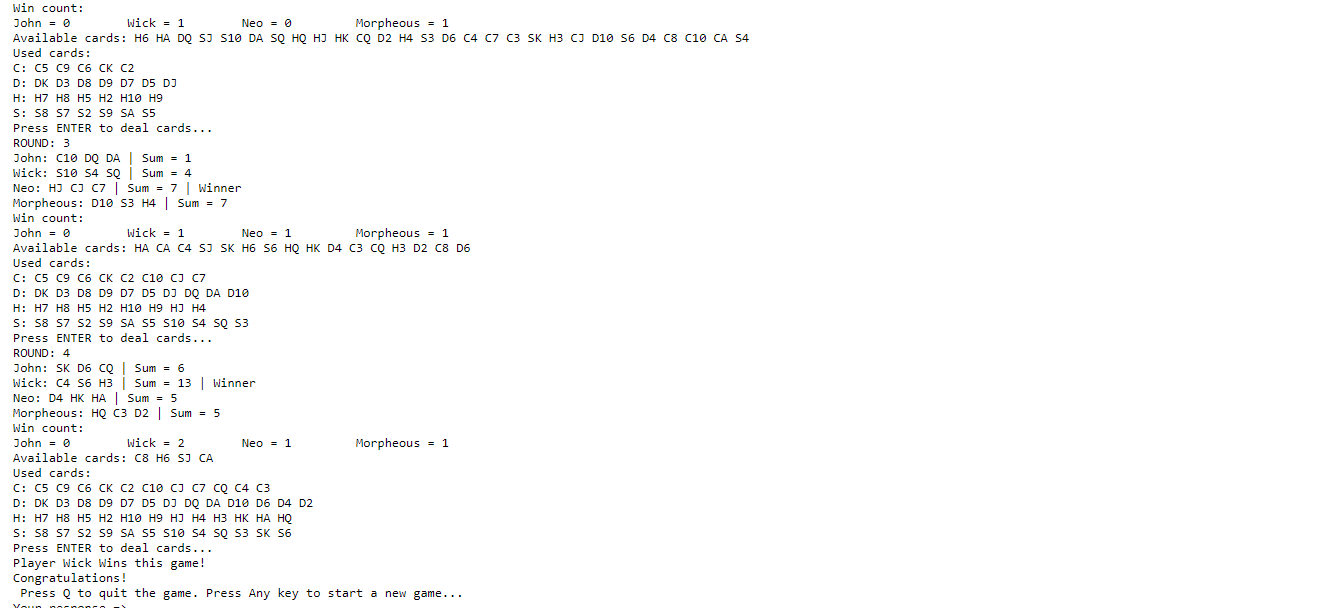 Win count:
John = 0 Wick = 1 Neo = 0 Morpheous = 1
Available cards: H6 HA DQ SJ S10 DA SQ HQ HJ HK CQ D2 H4 S3 D6 C4 C7 C3 SK H3 CJ D10 S6 D4 C8 C10 CA S4
Used cards:
C: C5 C9 C6 CK C2
D: DK D3 D8 D9 D7 D5 DJ
H: H7 H8 H5 H2 H10 H9
S: S8 S7 S2 S9 SA S5
Press ENTER to deal cards...
ROUND: 3
John: C10 DQ DA | Sum = 1
Wick: S10 S4 SQ | Sum = 4
Neo: HJ CJ C7 | Sum = 7 | Winner
Morpheous: D10 S3 H4 | Sum = 7
Win count:
John = 0 Wick = 1 Neo = 1 Morpheous = 1
Available cards: HA CA C4 SJ SK H6 S6 HQ HK D4 C3 CQ H3 D2 C8 D6
Used cards:
C: C5 C9 C6 CK C2 C10 CJ C7
D: DK D3 D8 D9 D7 D5 DJ DQ DA D10
H: H7 H8 H5 H2 H10 H9 HJ H4
S: S8 S7 S2 S9 SA S5 S10 S4 SQ S3
Press ENTER to deal cards...
ROUND: 4
John: SK D6 CQ | Sum = 6
Wick: C4 S6 H3 | Sum = 13 | Winner
Neo: D4 HK HA | Sum = 5
Morpheous: HQ C3 D2 | Sum = 5
Win count:
John = 0 Wick = 2 Neo = 1 Morpheous = 1
Available cards: C8 H6 SJ CA
Used cards:
C: C5 C9 C6 CK C2 C10 CJ C7 CQ C4 C3
D: DK D3 D8 D9 D7 D5 DJ DQ DA D10 D6 D4 D2
H: H7 H8 H5 H2 H10 H9 HJ H4 H3 HK HA HQ
S: S8 S7 S2 S9 SA S5 S10 S4 SQ S3 SK S6
Press ENTER to deal cards...
Player Wick Wins this game!
Congratulations!
Press Q to quit the game. Press Any key to start a new game...
Your response =>